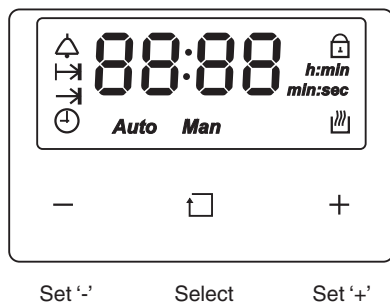 88:88
h:min
min:sec
Auto Man
− +
Set ‘-’ Select Set ‘+’